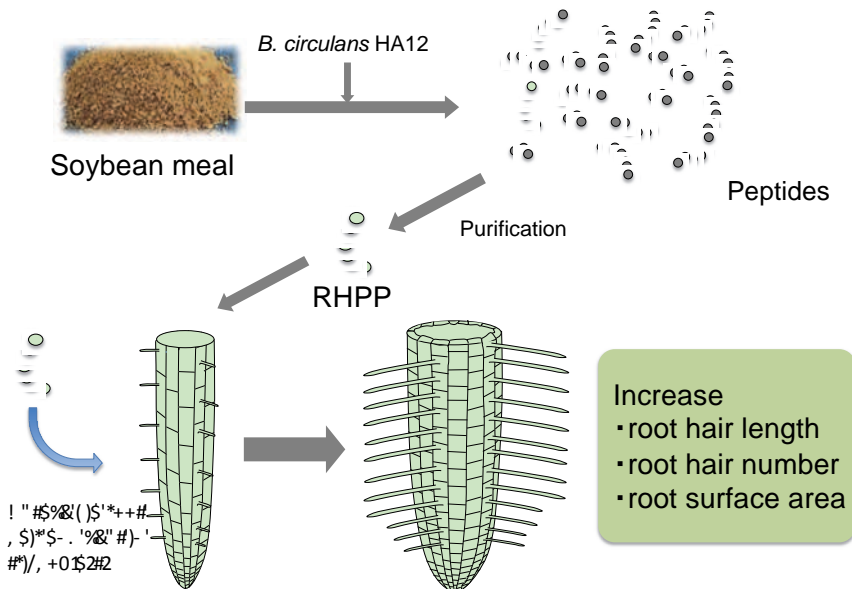 B. circulans HA12
Soybean meal
Peptides
Purification
RHPP
Increase
・root hair length
・root hair number
・root surface area